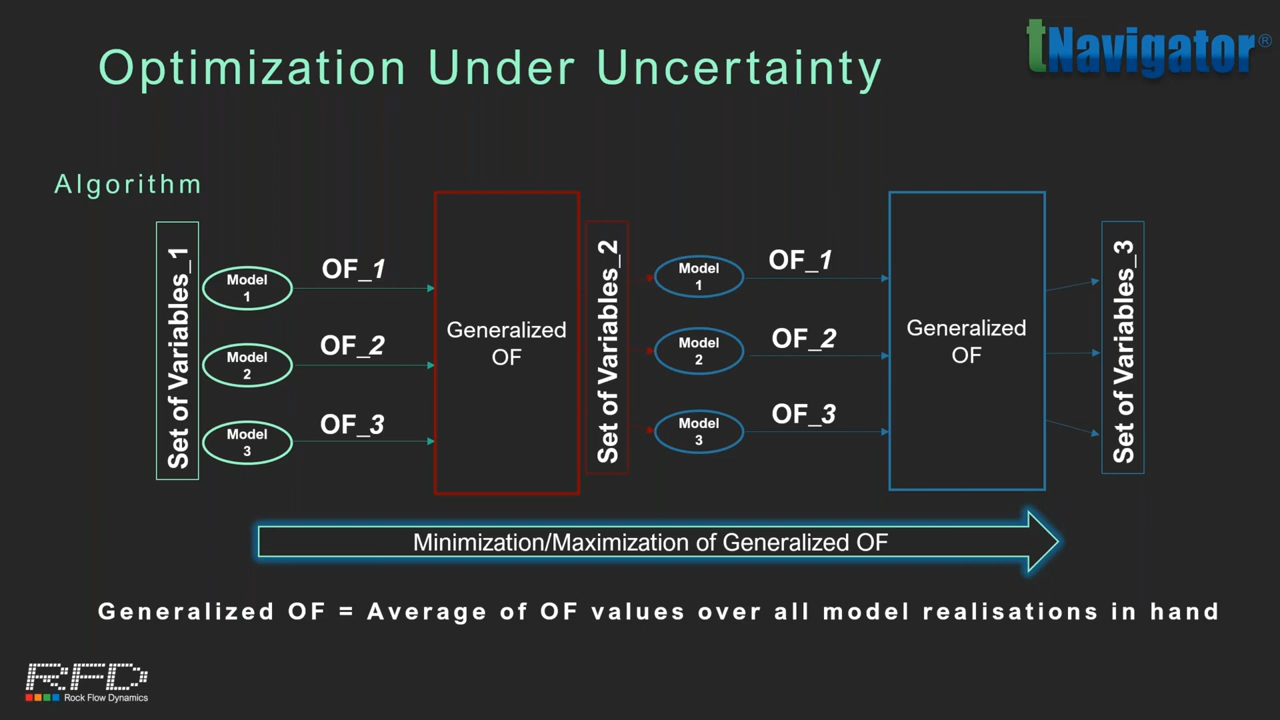 Optimization Under Uncertainty
tNavigator®
Algorithm
Set of Variables_1
Model
1
OF_1
Model
2
OF_2
Model
3
OF_3
Generalized
OF
Set of Variables_2
Model
1
OF_1
Model
2
OF_2
Model
3
OF_3
Generalized
OF
Set of Variables_3
Minimization/Maximization of Generalized OF
Generalized OF = Average of OF values over all model realisations in hand
RFD
Rock Flow Dynamics